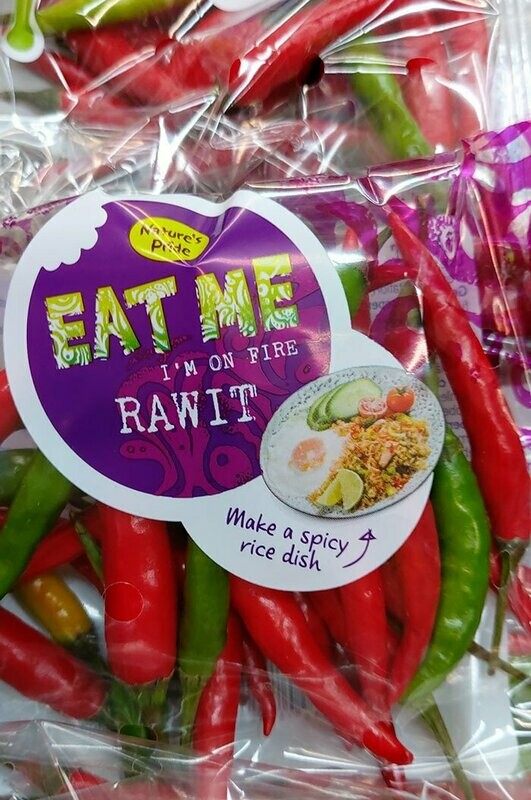 Nature's
Pride
EAT ME
I'M ON FIRE
RAWIT
Make a spicy
rice dish